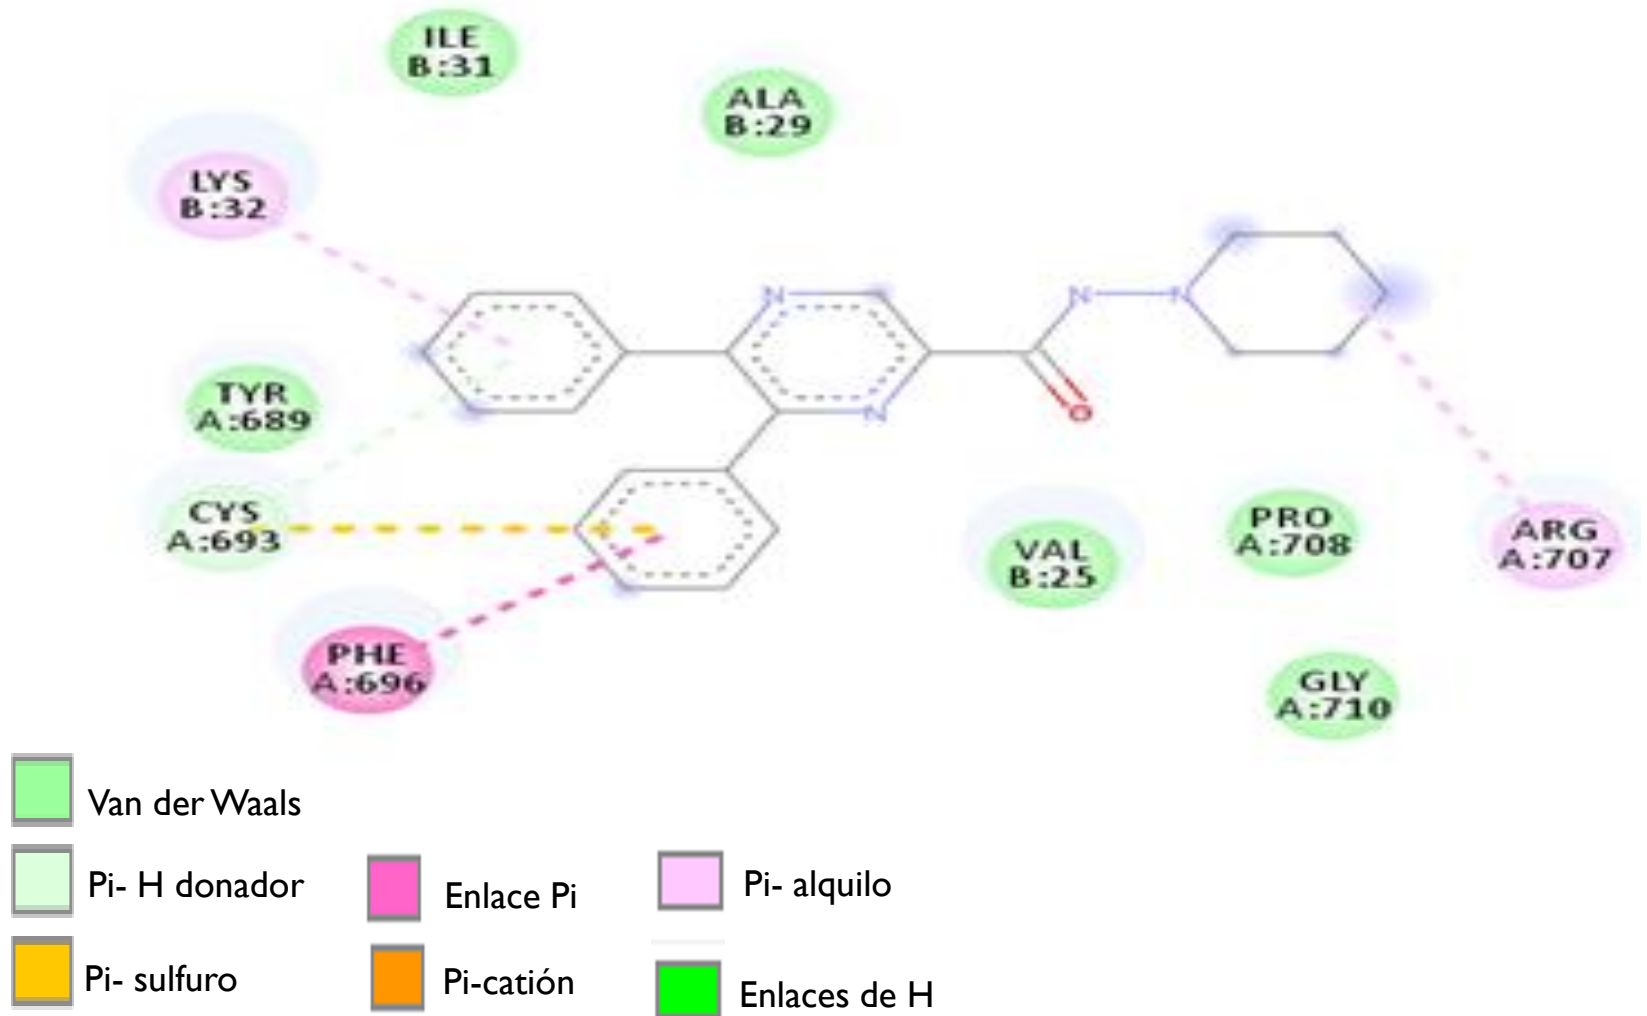 ILE
B:31
ALA
B:29
LYS
B:32
N
N
N
TYR
A:689
N
O
CYS
A:693
VAL
B:25
PRO
A:708
ARG
A:707
PHE
A:696
GLY
A:710
Van der Waals
Pi- H donador
Enlace Pi
Pi- alquilo
Pi- sulfuro
Pi-catión
Enlaces de H